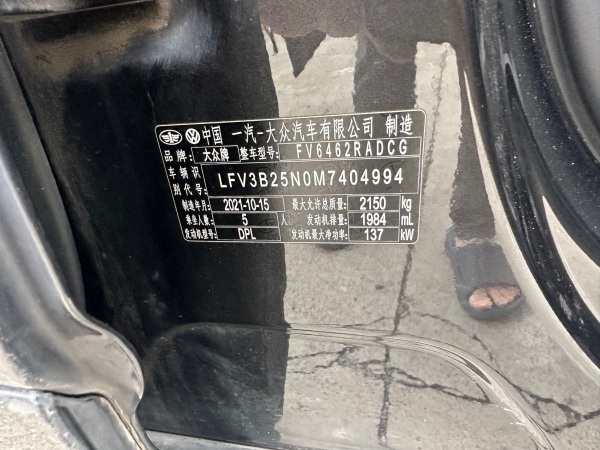 中国 一汽-大众汽车有限公司 制造
品牌: 大众牌 整车型号: FV6462RADCG
车辆识别代号: LFV3B25N0M7404994
制造年月: 2021-10-15 最大允许总质量: 2150 kg
乘坐人数: 5 人 发动机排量: 1984 mL
发动机型号: DPL 发动机最大净功率: 137 kW